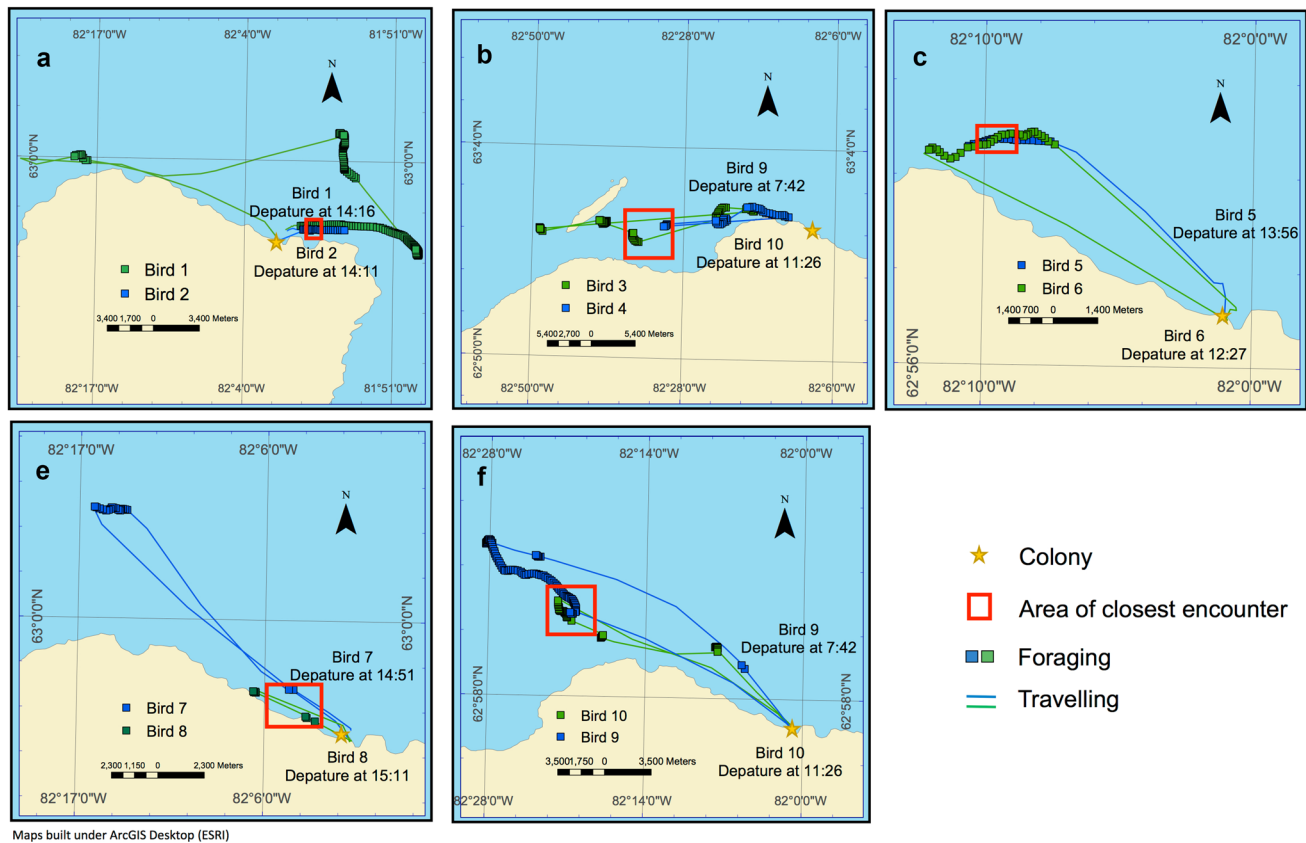 a
82°17'0"W
82°4'0"W
81°51'0"W
N
63°0'0"N
63°0'0"N
Bird 1
Depature at 14:16
Bird 2
Depature at 14:11
Bird 1
Bird 2
3,400 1,700 0 3,400 Meters
82°17'0"W
82°4'0"W
81°51'0"W
b
82°50'0"W
82°28'0"W
82°6'0"W
N
63°4'0"N
63°4'0"N
Bird 9
Depature at 7:42
Bird 10
Depature at 11:26
Bird 3
Bird 4
5,400 2,700 0 5,400 Meters
62°50'0"N
62°50'0"N
82°50'0"W
82°28'0"W
82°6'0"W
c
82°10'0"W
82°0'0"W
N
Bird 5
Depature at 13:56
Bird 5
Bird 6
1,400 700 0 1,400 Meters
Bird 6
Depature at 12:27
62°56'0"N
62°56'0"N
82°10'0"W
82°0'0"W
e
82°17'0"W
82°6'0"W
N
63°0'0"N
63°0'0"N
Bird 7
Depature at 14:51
Bird 7
Bird 8
Bird 8
Depature at 15:11
2,300 1,150 0 2,300 Meters
82°17'0"W
82°6'0"W
f
82°28'0"W
82°14'0"W
82°0'0"W
N
Bird 9
Depature at 7:42
62°58'0"N
62°58'0"N
Bird 10
Bird 9
Bird 10
Depature at 11:26
3,500 1,750 0 3,500 Meters
82°28'0"W
82°14'0"W
82°0'0"W
Colony
Area of closest encounter
Foraging
Travelling
Maps built under ArcGIS Desktop (ESRI)